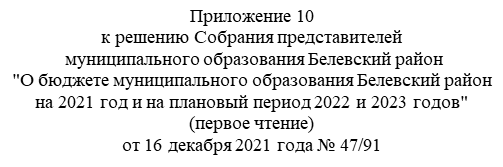 Приложение 10
к решению Собрания представителей
муниципального образования Белевский район
"О бюджете муниципального образования Белевский район
на 2021 год и на плановый период 2022 и 2023 годов"
(первое чтение)
от 16 декабря 2021 года № 47/91